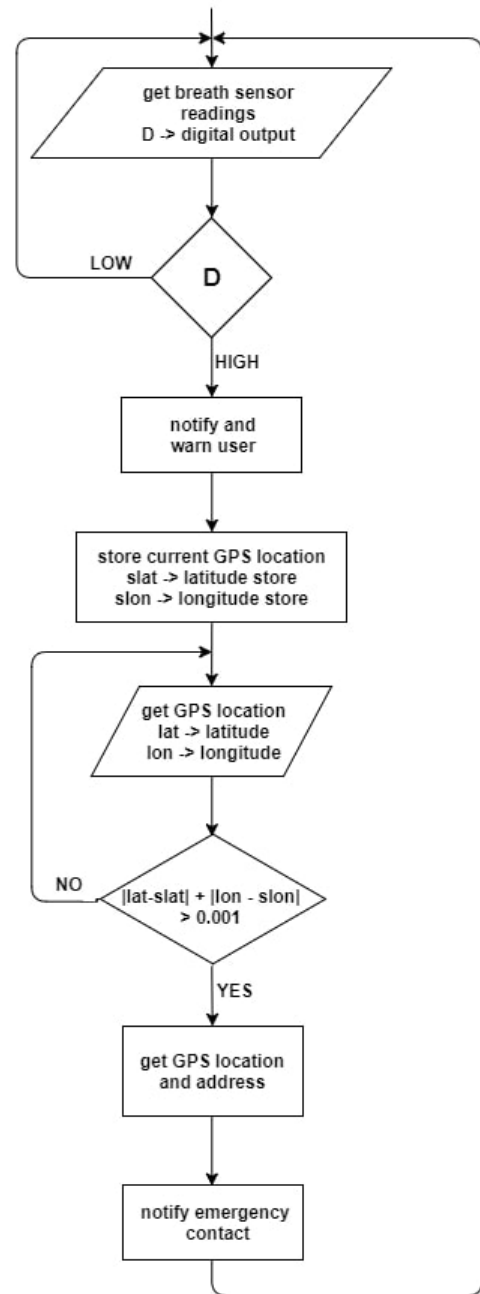 get breath sensor
readings
D -> digital output
LOW
D
HIGH
notify and
warn user
store current GPS location
slat -> latitude store
slon -> longitude store
get GPS location
lat -> latitude
lon -> longitude
NO
|lat-slat| + |lon - slon|
> 0.001
YES
get GPS location
and address
notify emergency
contact